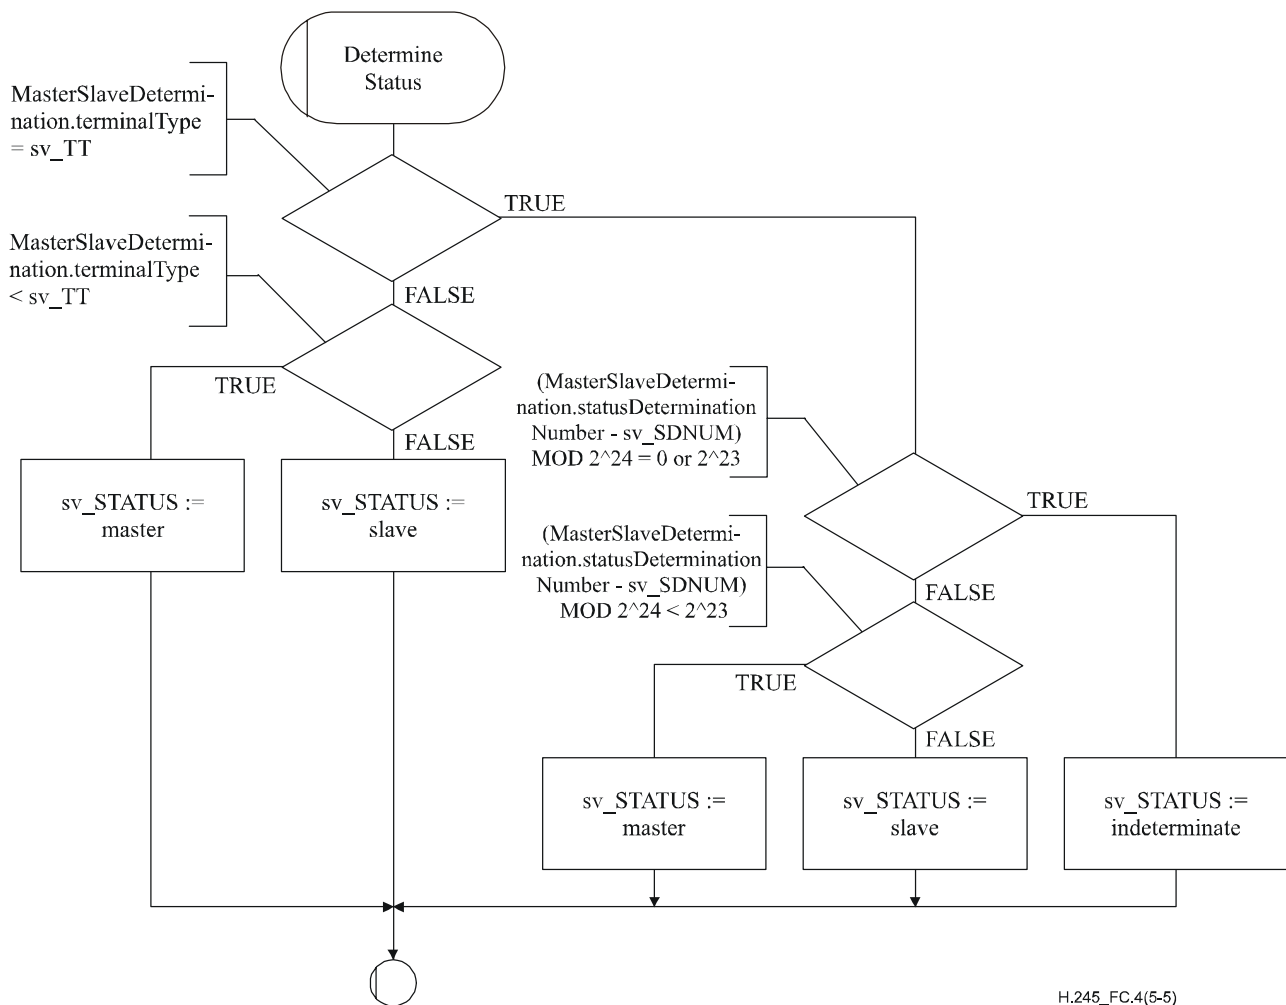 Determine
Status
MasterSlaveDetermi-
nation.terminalType
= sv_TT
TRUE
MasterSlaveDetermi-
nation.terminalType
< sv_TT
FALSE
TRUE
FALSE
(MasterSlaveDetermi-
nation.statusDetermination
Number - sv_SDNUM)
MOD 2^24 = 0 or 2^23
sv_STATUS :=
master
sv_STATUS :=
slave
TRUE
(MasterSlaveDetermi-
nation.statusDetermination
Number - sv_SDNUM)
MOD 2^24 < 2^23
FALSE
TRUE
FALSE
sv_STATUS :=
master
sv_STATUS :=
slave
sv_STATUS :=
indeterminate
H.245_FC.4(5-5)